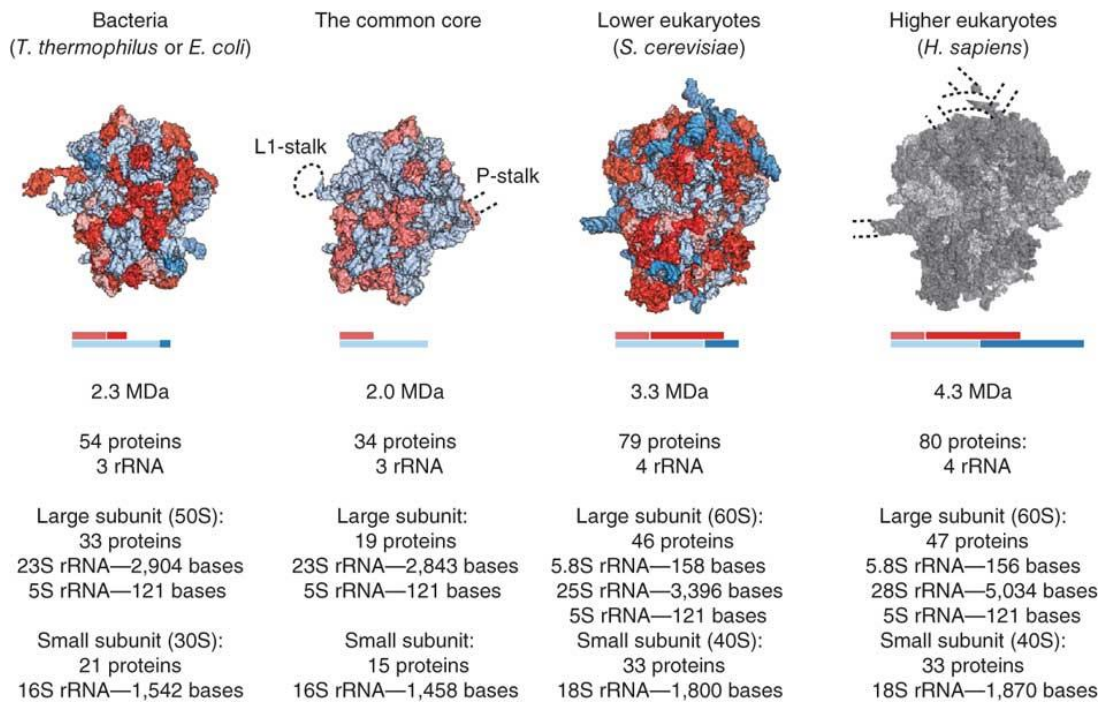 Bacteria
(T. thermophilus or E. coli)
The common core
Lower eukaryotes
(S. cerevisiae)
Higher eukaryotes
(H. sapiens)
L1-stalk
P-stalk
2.3 MDa
54 proteins
3 rRNA
Large subunit (50S):
33 proteins
23S rRNA—2,904 bases
5S rRNA—121 bases
Small subunit (30S):
21 proteins
16S rRNA—1,542 bases
2.0 MDa
34 proteins
3 rRNA
Large subunit:
19 proteins
23S rRNA—2,843 bases
5S rRNA—121 bases
Small subunit:
15 proteins
16S rRNA—1,458 bases
3.3 MDa
79 proteins
4 rRNA
Large subunit (60S):
46 proteins
5.8S rRNA—158 bases
25S rRNA—3,396 bases
5S rRNA—121 bases
Small subunit (40S):
33 proteins
18S rRNA—1,800 bases
4.3 MDa
80 proteins:
4 rRNA
Large subunit (60S):
47 proteins
5.8S rRNA—156 bases
28S rRNA—5,034 bases
5S rRNA—121 bases
Small subunit (40S):
33 proteins
18S rRNA—1,870 bases